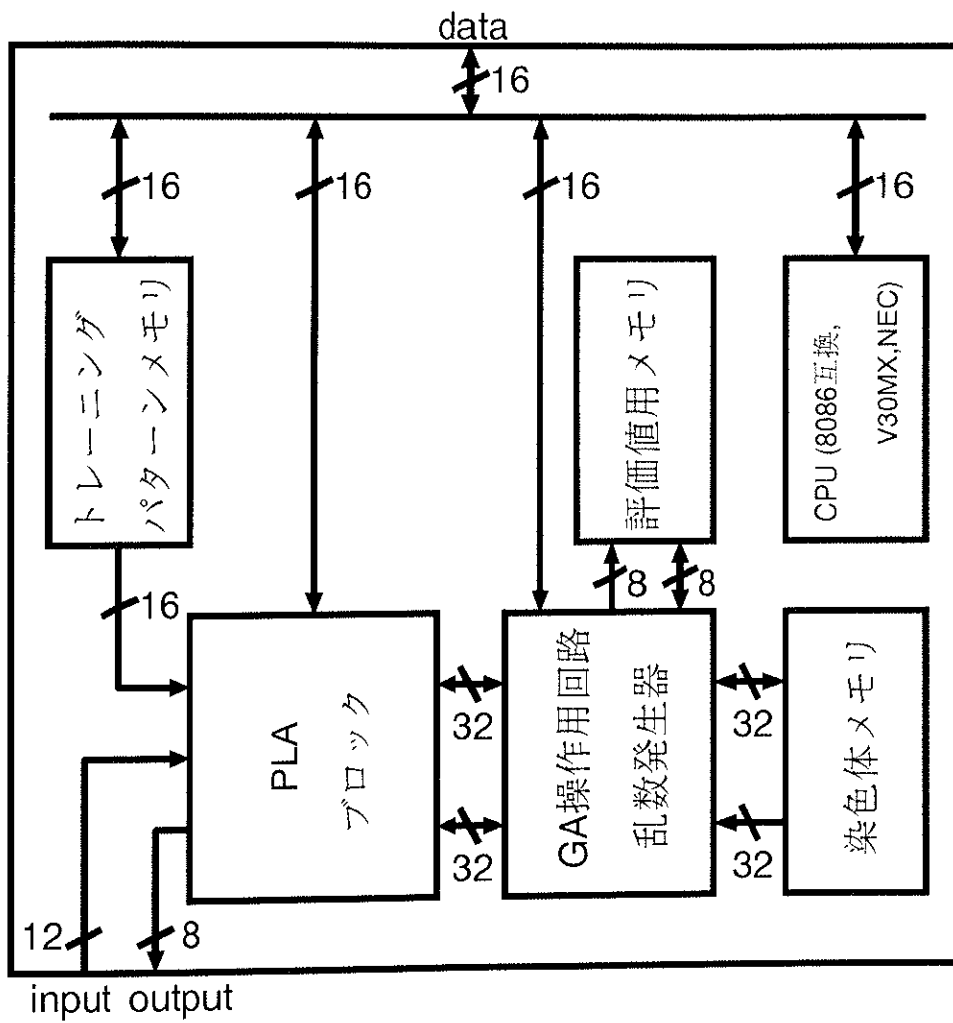 data
16
16
16
16
16
トレーニング
パターンメモリ
評価値用メモリ
CPU (8086互換,
V30MX,NEC)
16
8
8
PLA
ブロック
GA操作用回路
乱数発生器
染色体メモリ
32
32
32
32
12
8
input output